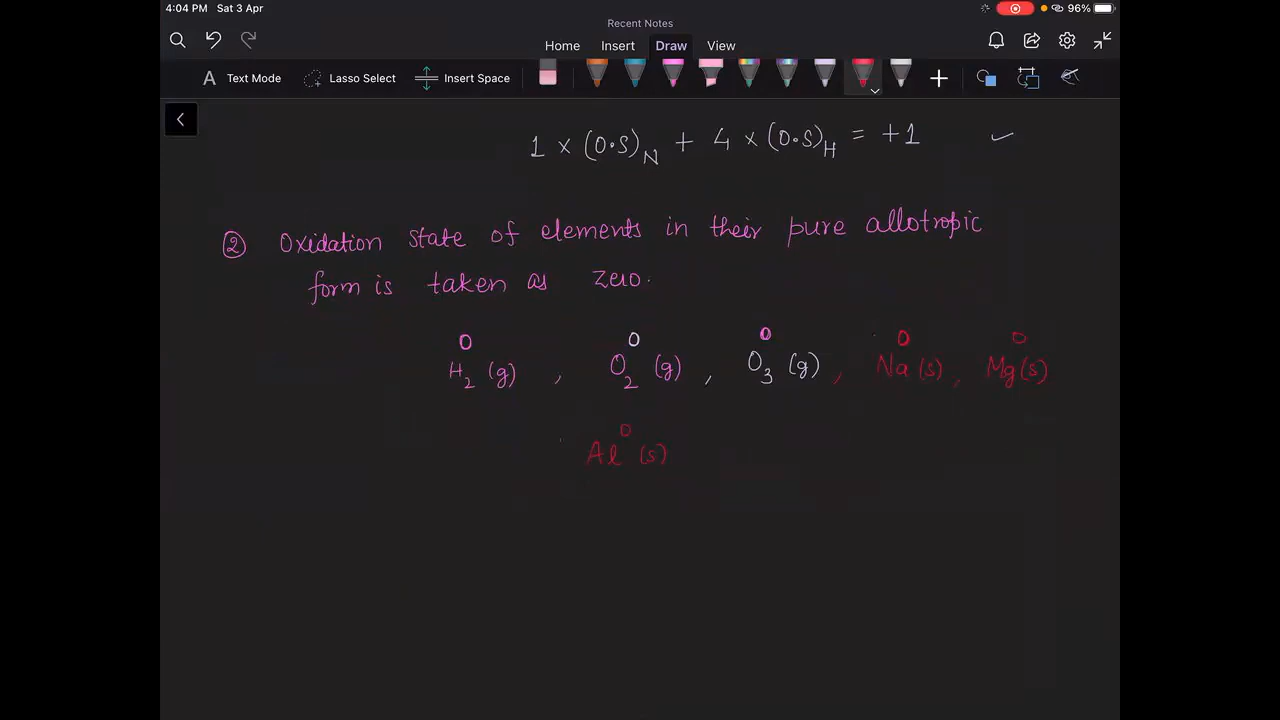 4:04 PM Sat 3 Apr 96%
Recent Notes
Home Insert Draw View
A Text Mode Lasso Select Insert Space
1 × (O.S)N + 4 × (O.S)H = +1
② Oxidation state of elements in their pure allotropic
form is taken as zero.
0 0 0 0 0
H2 (g) , O2 (g) , O3 (g) , Na (s) , Mg (s)
0
Al (s)